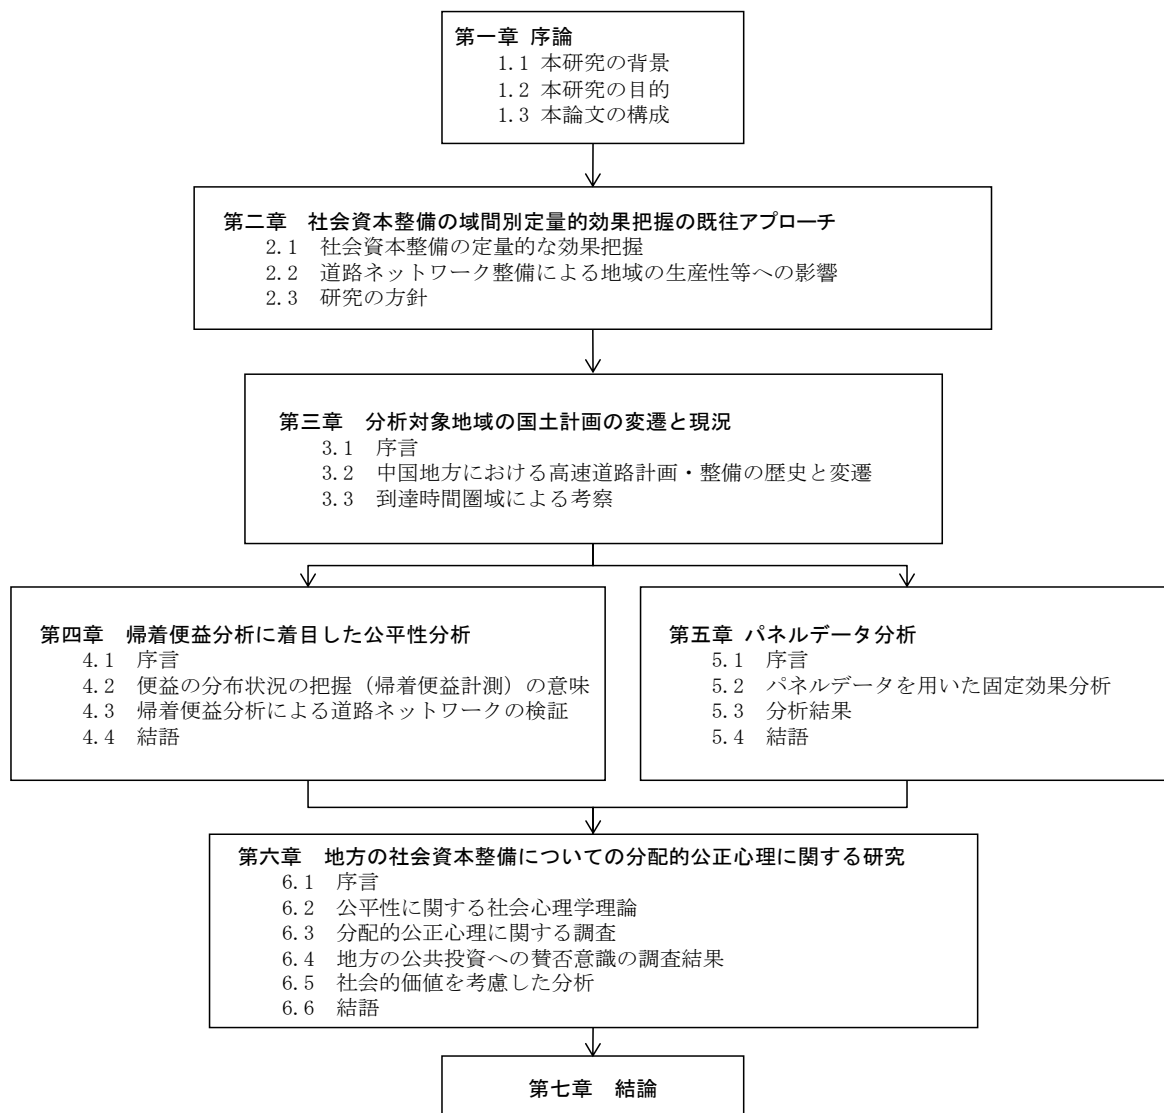 第一章 序論
1.1 本研究の背景
1.2 本研究の目的
1.3 本論文の構成
第二章　社会資本整備の域間別定量的効果把握の既往アプローチ
2.1　社会資本整備の定量的な効果把握
2.2　道路ネットワーク整備による地域の生産性等への影響
2.3　研究の方針
第三章　分析対象地域の国土計画の変遷と現況
3.1　序言
3.2　中国地方における高速道路計画・整備の歴史と変遷
3.3　到達時間圏域による考察
第四章　帰着便益分析に着目した公平性分析
4.1　序言
4.2　便益の分布状況の把握（帰着便益計測）の意味
4.3　帰着便益分析による道路ネットワークの検証
4.4　結語
第五章 パネルデータ分析
5.1　序言
5.2　パネルデータを用いた固定効果分析
5.3　分析結果
5.4　結語
第六章　地方の社会資本整備についての分配的公正心理に関する研究
6.1　序言
6.2　公平性に関する社会心理学理論
6.3　分配的公正心理に関する調査
6.4　地方の公共投資への賛否意識の調査結果
6.5　社会的価値を考慮した分析
6.6　結語
第七章　結論